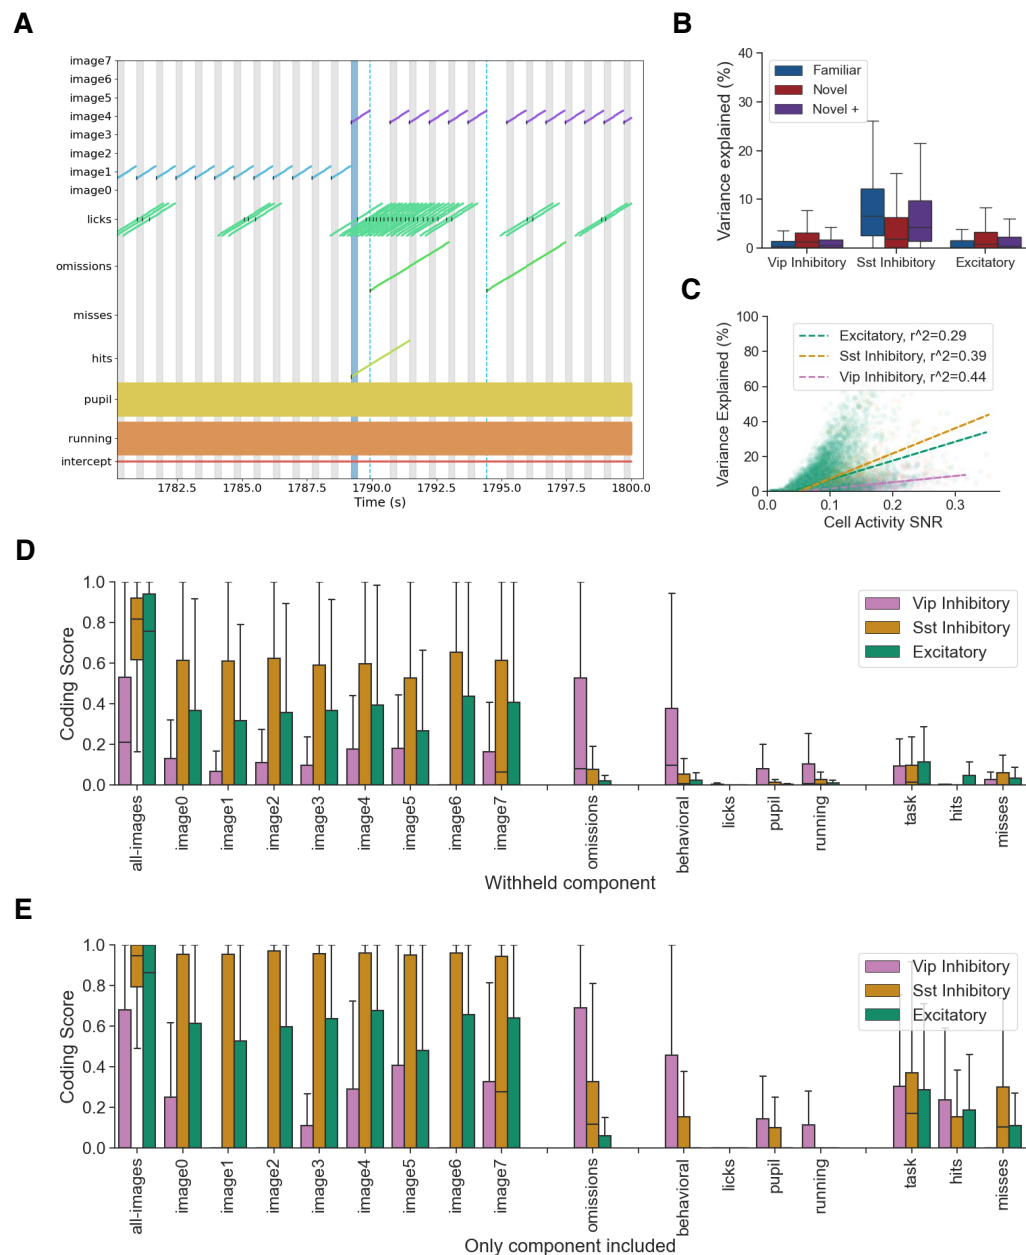 A
image7
image6
image5
image4
image3
image2
image1
image0
licks
omissions
misses
hits
pupil
running
intercept
1782.5 1785.0 1787.5 1790.0 1792.5 1795.0 1797.5 1800.0
Time (s)
B
Variance explained (%)
40
30
20
10
0
Familiar
Novel
Novel +
Vip Inhibitory Sst Inhibitory Excitatory
C
Variance Explained (%)
100
80
60
40
20
0
Excitatory, r^2=0.29
Sst Inhibitory, r^2=0.39
Vip Inhibitory, r^2=0.44
0.0 0.1 0.2 0.3
Cell Activity SNR
D
Coding Score
1.0
0.8
0.6
0.4
0.2
0.0
Vip Inhibitory
Sst Inhibitory
Excitatory
all-images image0 image1 image2 image3 image4 image5 image6 image7 omissions behavioral licks pupil running task hits misses
Withheld component
E
Coding Score
1.0
0.8
0.6
0.4
0.2
0.0
Vip Inhibitory
Sst Inhibitory
Excitatory
all-images image0 image1 image2 image3 image4 image5 image6 image7 omissions behavioral licks pupil running task hits misses
Only component included